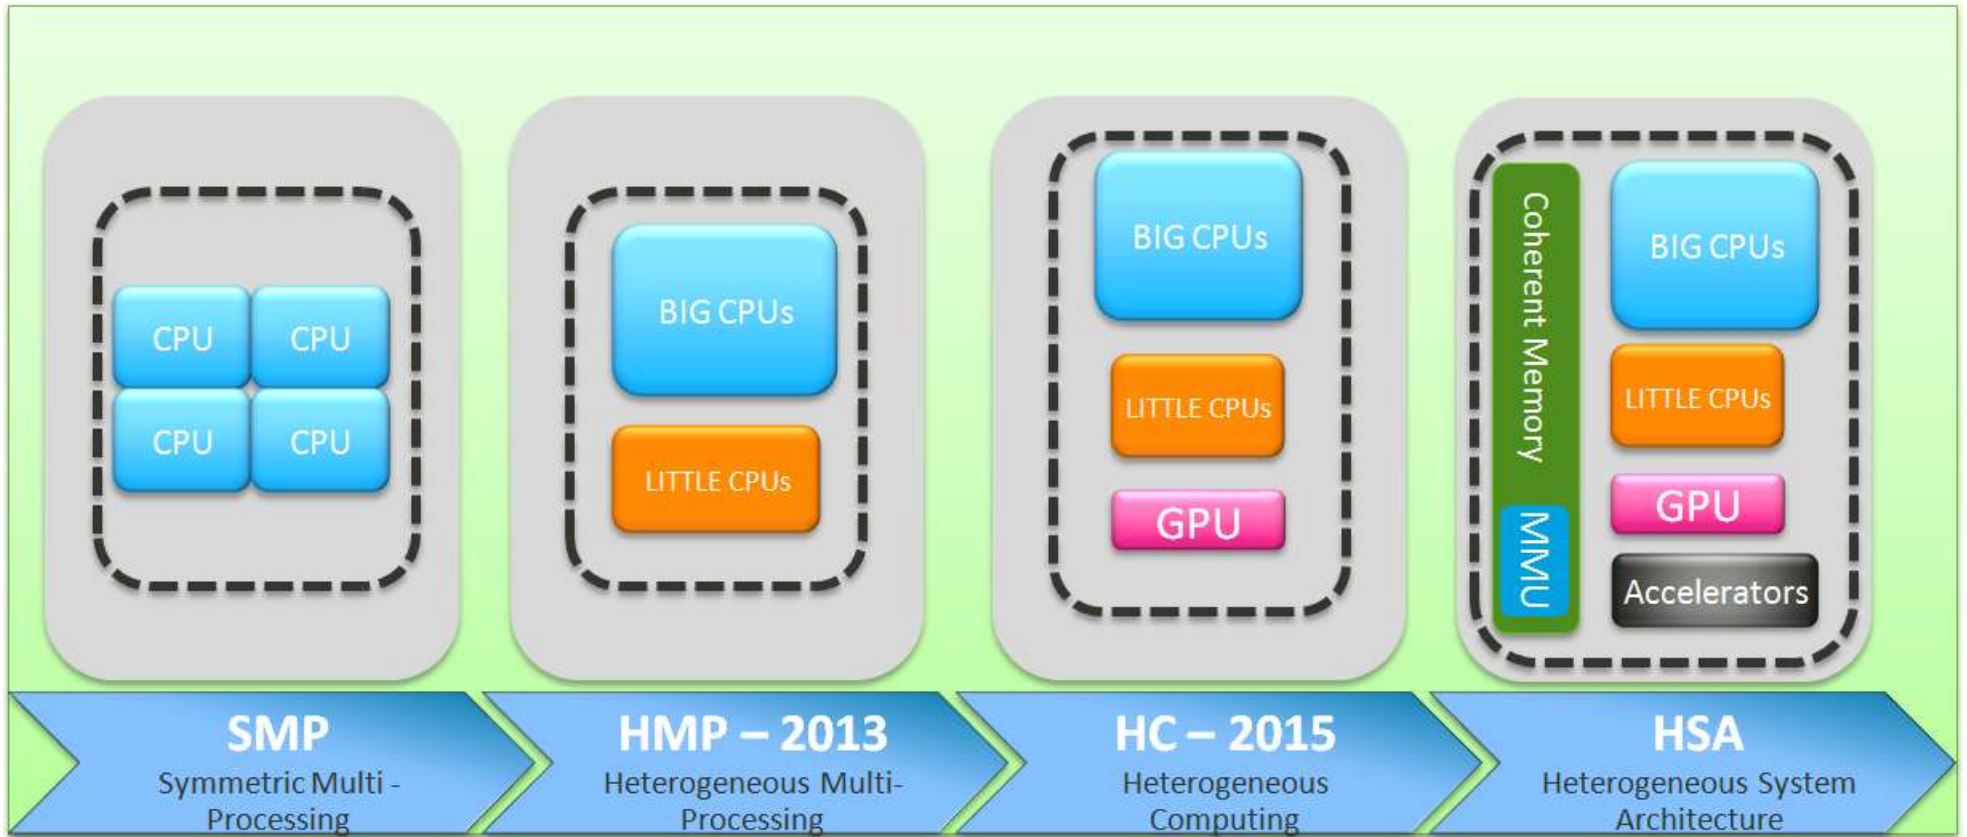 CPU CPU
CPU CPU
BIG CPUs
LITTLE CPUs
BIG CPUs
LITTLE CPUs
GPU
Coherent Memory
MMU
BIG CPUs
LITTLE CPUs
GPU
Accelerators
SMP
Symmetric Multi -
Processing
HMP – 2013
Heterogeneous Multi-
Processing
HC – 2015
Heterogeneous
Computing
HSA
Heterogeneous System
Architecture